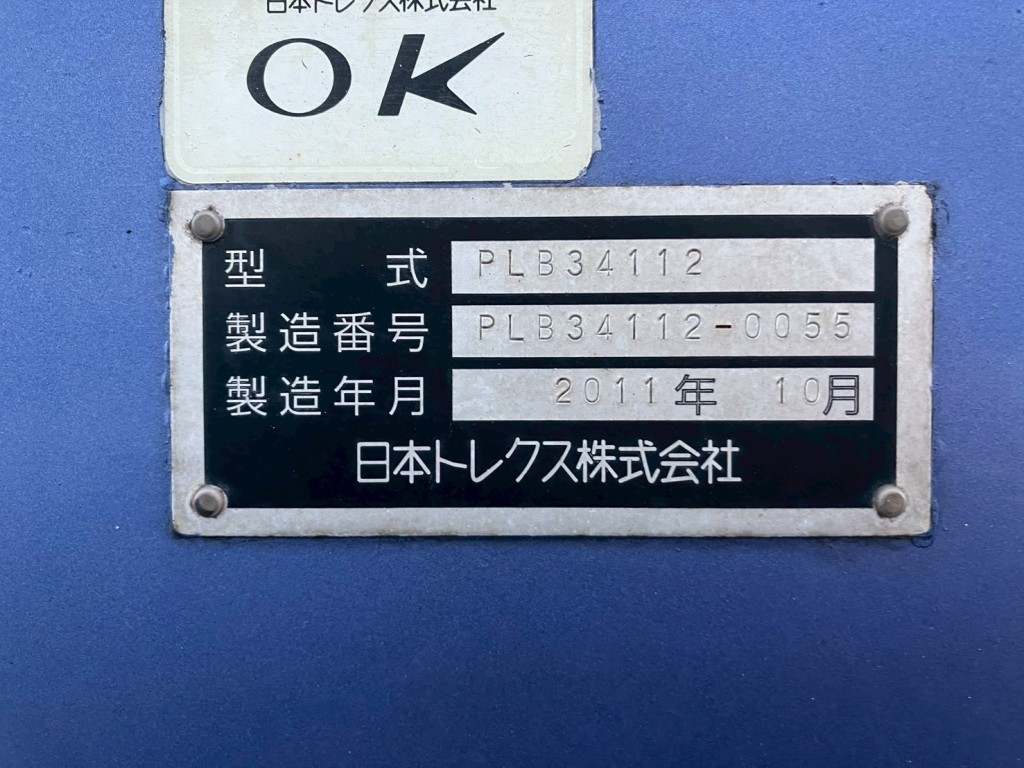 日本トレクス株式会社
OK
型 式 PLB34112
製造番号 PLB34112-0055
製造年月 2011年 10月
日本トレクス株式会社